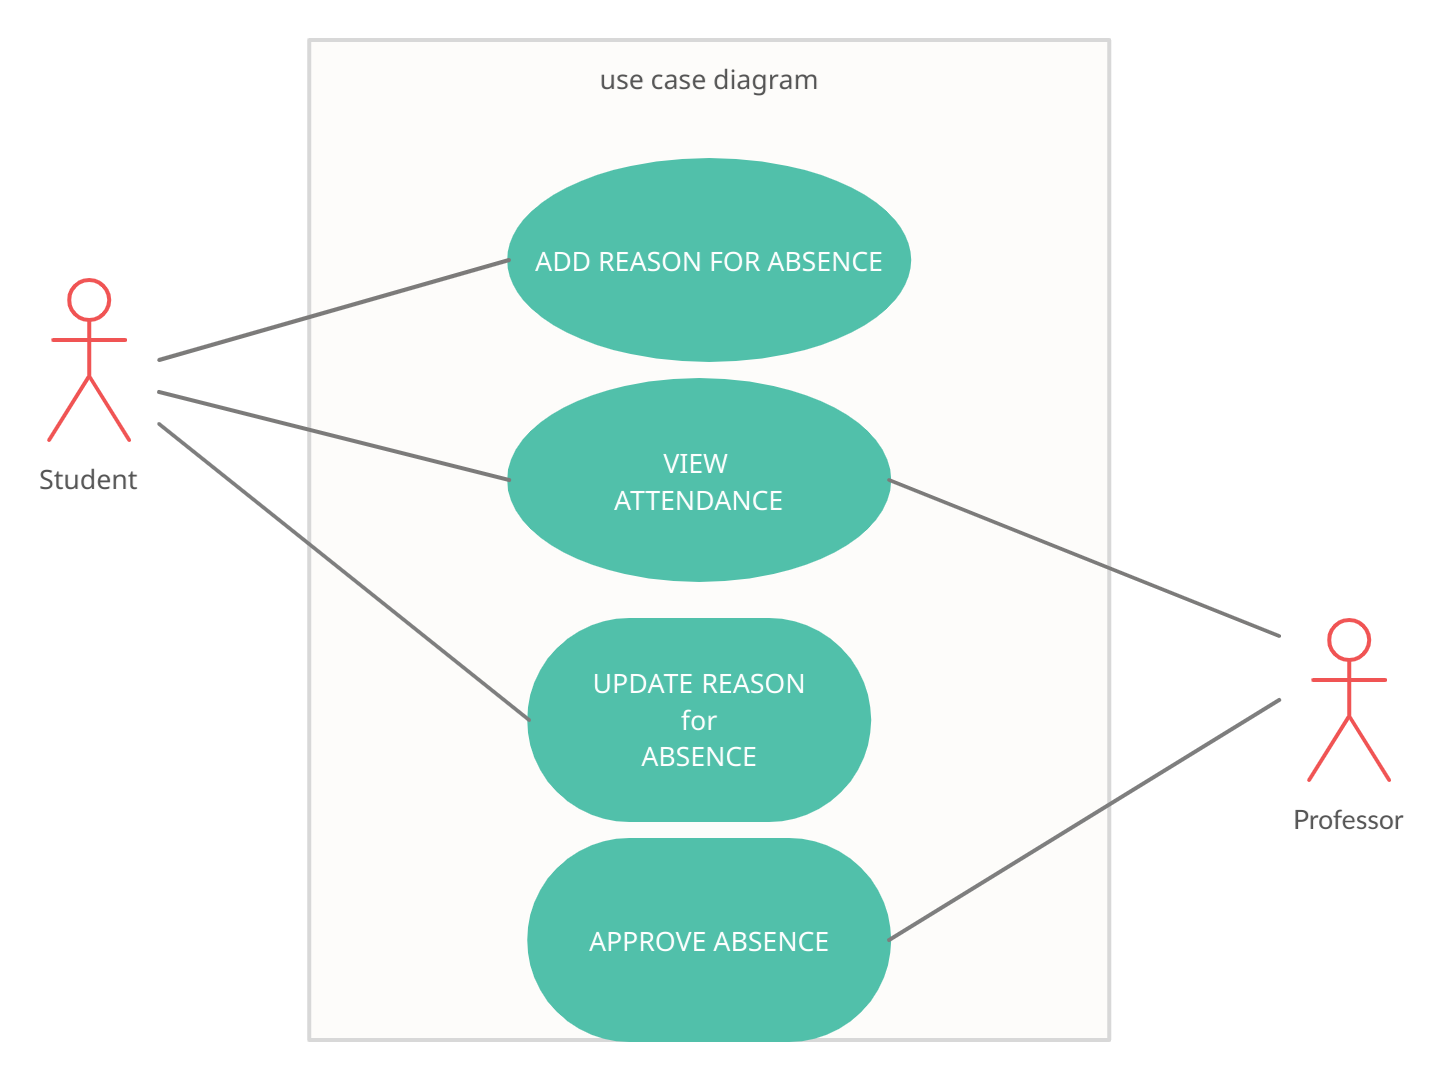 use case diagram
ADD REASON FOR ABSENCE
Student
VIEW
ATTENDANCE
UPDATE REASON
for
ABSENCE
Professor
APPROVE ABSENCE